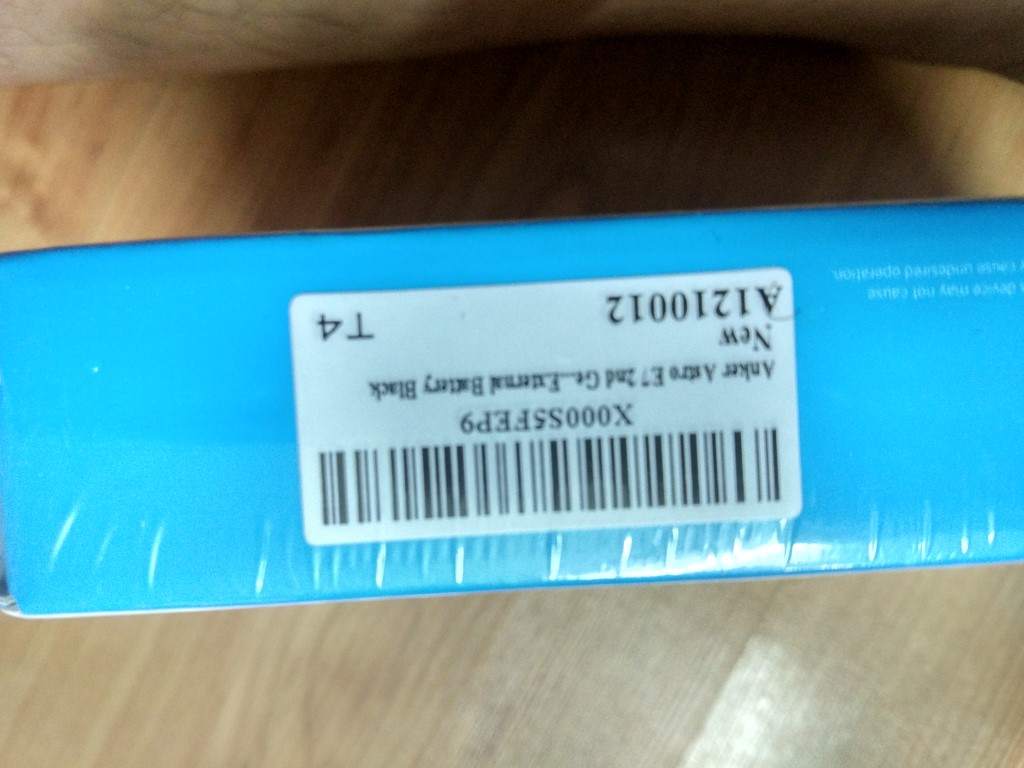 X000S5FEP9
Anker Astro E7 2nd Ge...External Battery Black
New
A1210012
T4
device may not cause
cause undesired operation.